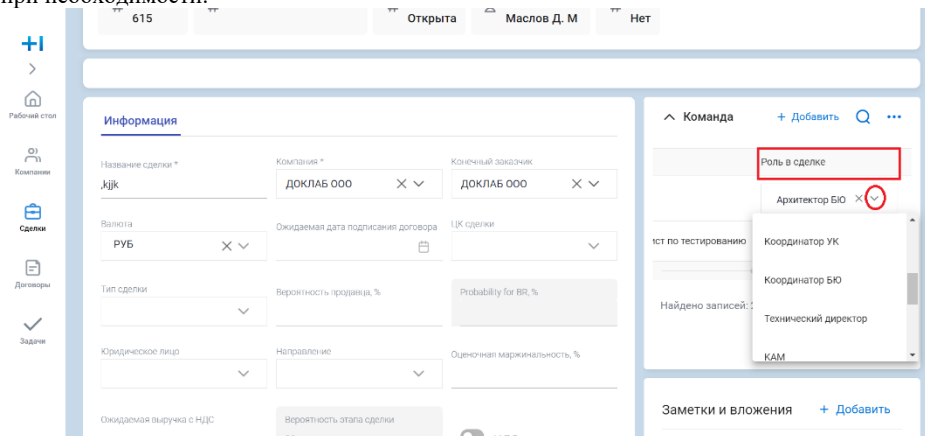 при необходимости.
615
Открыта
Маслов Д. М
Нет
Рабочий стол
Компании
Сделки
Договоры
Задачи
Информация
Название сделки *
Компания *
Конечный заказчик
,kjjk
ДОКЛАБ ООО
ДОКЛАБ ООО
Валюта
Ожидаемая дата подписания договора
ЦК сделки
РУБ
Тип сделки
Вероятность продавца, %
Probability for BR, %
Юридическое лицо
Направление
Оценочная маржинальность, %
Ожидаемая выручка с НДС
Вероятность этапа сделки
Команда
+ Добавить
Роль в сделке
Архитектор БЮ
ист по тестированию
Координатор УК
Координатор БЮ
Технический директор
КАМ
Найдено записей:
Заметки и вложения
+ Добавить